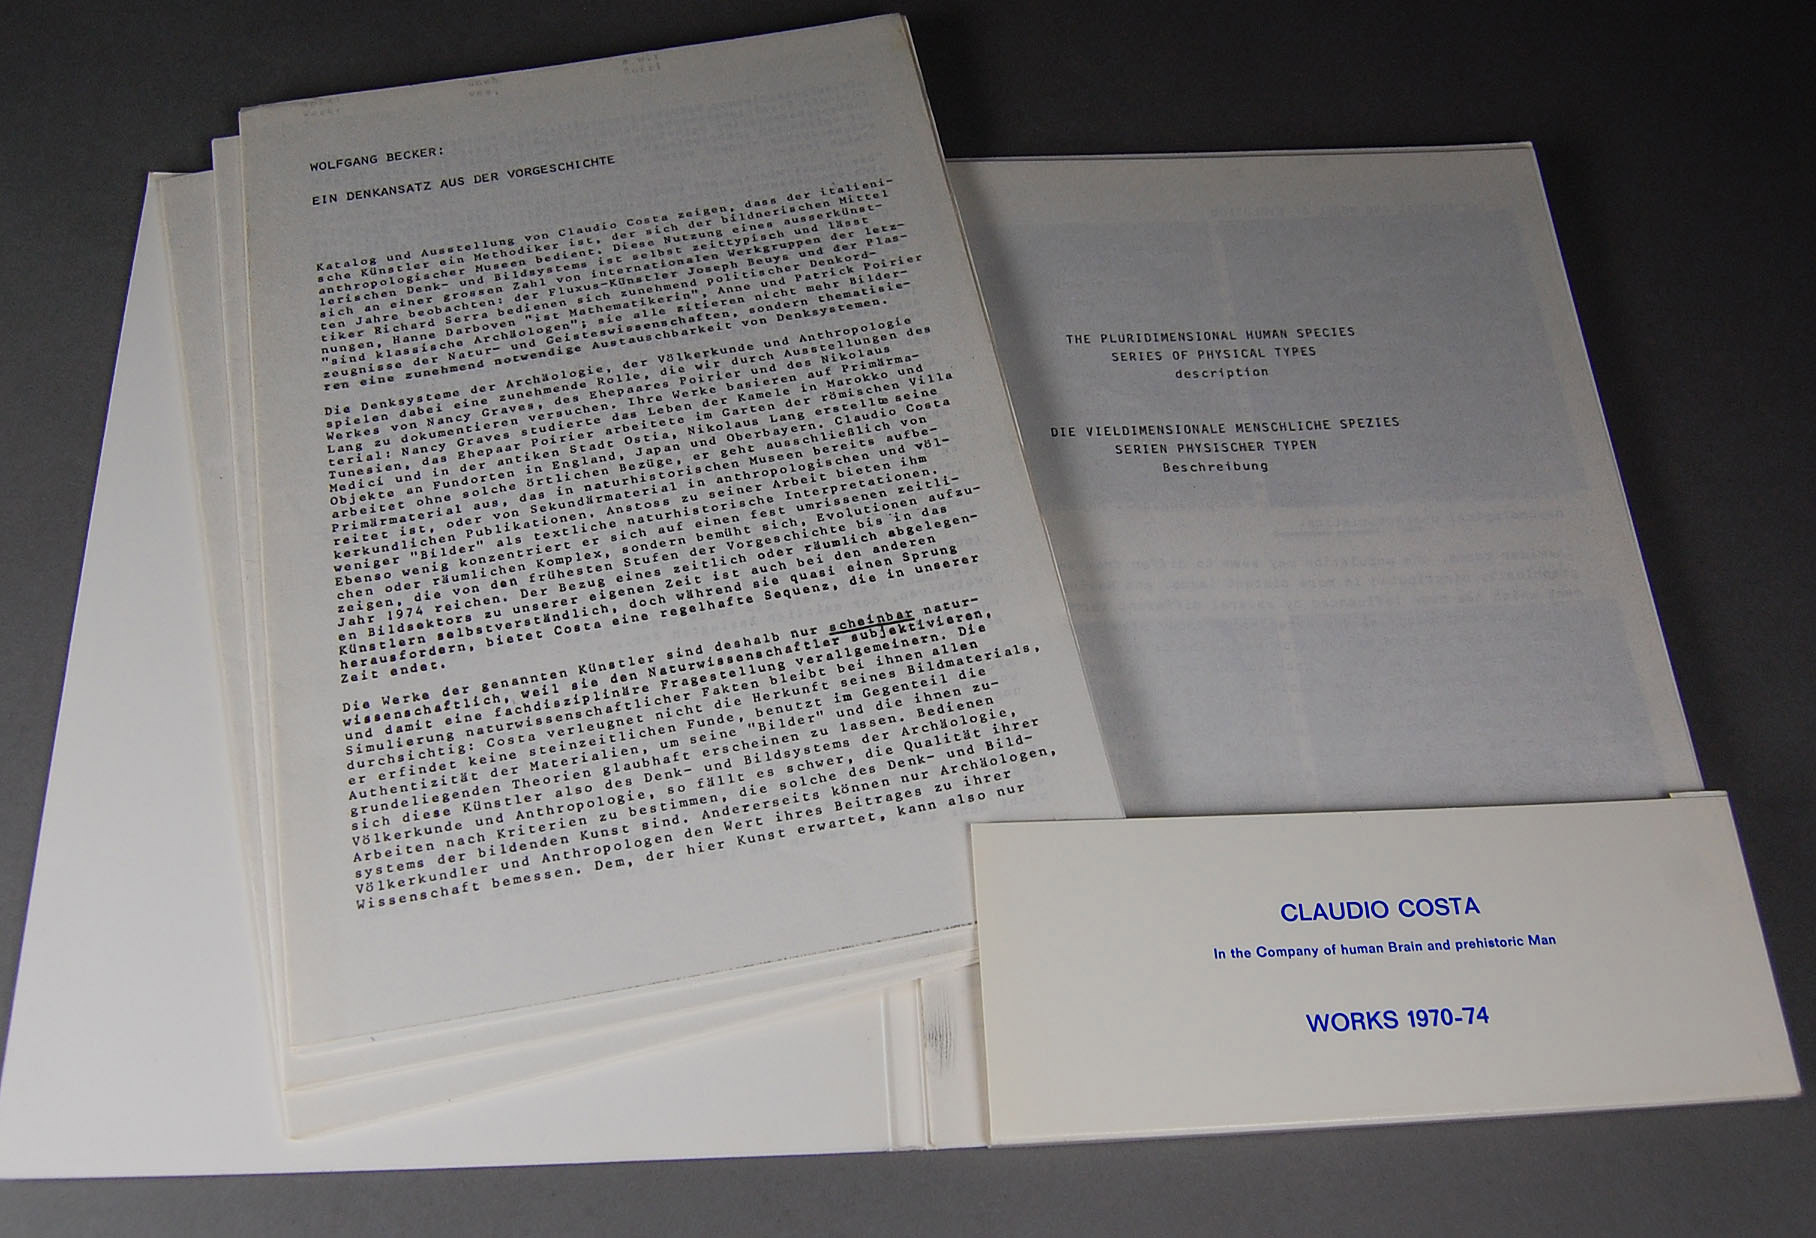 WOLFGANG BECKER:
EIN DENKANSATZ AUS DER VORGESCHICHTE
Katalog und Ausstellung von Claudio Costa zeigen, dass der italieni-
sche Künstler ein Methodiker ist, der sich der bildnerischen Mittel
anthropologischer Museen bedient. Diese Nutzung eines ausserkünst-
lerischen Denk- und Bildsystems ist selbst zeittypisch und lässt
sich an einer grossen Zahl von internationalen Werkgruppen der letz-
ten Jahre beobachten: der Fluxus-Künstler Joseph Beuys und der Plas-
tiker Richard Serra bedienen sich zunehmend politischer Denkord-
nungen, Hanne Darboven "ist Mathematikerin", Anne und Patrick Poirier
"sind klassische Archäologen"; sie alle zitieren nicht mehr Bilder-
zeugnisse der Natur- und Geisteswissenschaften, sondern thematisie-
ren eine zunehmend notwendige Austauschbarkeit von Denksystemen.
Die Denksysteme der Archäologie, der Völkerkunde und Anthropologie
spielen dabei eine zunehmende Rolle, die wir durch Ausstellungen des
Werkes von Nancy Graves, des Ehepaares Poirier und des Nikolaus
Lang zu dokumentieren versuchen. Ihre Werke basieren auf Primärma-
terial: Nancy Graves studierte das Leben der Kamele in Marokko und
Tunesien, das Ehepaar Poirier arbeitete im Garten der römischen Villa
Medici und in der antiken Stadt Ostia, Nikolaus Lang erstellte seine
Objekte an Fundorten in England, Japan und Oberbayern. Claudio Costa
arbeitet ohne solche örtlichen Bezüge, er geht ausschließlich von
Primärmaterial aus, das in naturhistorischen Museen bereits aufbe-
reitet ist, oder von Sekundärmaterial in anthropologischen und völ-
kerkundlichen Publikationen. Anstoss zu seiner Arbeit bieten ihm
weniger "Bilder" als textliche naturhistorische Interpretationen.
Ebenso wenig konzentriert er sich auf einen fest umrissenen zeitli-
chen oder räumlichen Komplex, sondern bemüht sich, Evolutionen aufzu-
zeigen, die von den frühesten Stufen der Vorgeschichte bis in das
Jahr 1974 reichen. Der Bezug eines zeitlich oder räumlich abgelegen-
en Bildsektors zu unserer eigenen Zeit ist auch bei den anderen
Künstlern selbstverständlich, doch während sie quasi einen Sprung
herausfordern, bietet Costa eine regelhafte Sequenz, die in unserer
Zeit endet.
Die Werke der genannten Künstler sind deshalb nur scheinbar natur-
wissenschaftlich, weil sie den Naturwissenschaftler subjektivieren,
und damit eine fachdisziplinäre Fragestellung verallgemeinern. Die
Simulierung naturwissenschaftlicher Fakten bleibt bei ihnen allen
durchsichtig: Costa verleugnet nicht die Herkunft seines Bildmaterials,
er erfindet keine steinzeitlichen Funde, benutzt im Gegenteil die
Authentizität der Materialien, um seine "Bilder" und die ihnen zu-
grundeliegenden Theorien glaubhaft erscheinen zu lassen. Bedienen
sich diese Künstler also des Denk- und Bildsystems der Archäologie,
Völkerkunde und Anthropologie, so fällt es schwer, die Qualität ihrer
Arbeiten nach Kriterien zu bestimmen, die solche des Denk- und Bild-
systems der bildenden Kunst sind. Andererseits können nur Archäologen,
Völkerkundler und Anthropologen den Wert ihres Beitrages zu ihrer
Wissenschaft bemessen. Dem, der hier Kunst erwartet, kann also nur
THE PLURIDIMENSIONAL HUMAN SPECIES
SERIES OF PHYSICAL TYPES
description
DIE VIELDIMENSIONALE MENSCHLICHE SPEZIES
SERIEN PHYSISCHER TYPEN
Beschreibung
CLAUDIO COSTA
In the Company of human Brain and prehistoric Man
WORKS 1970-74